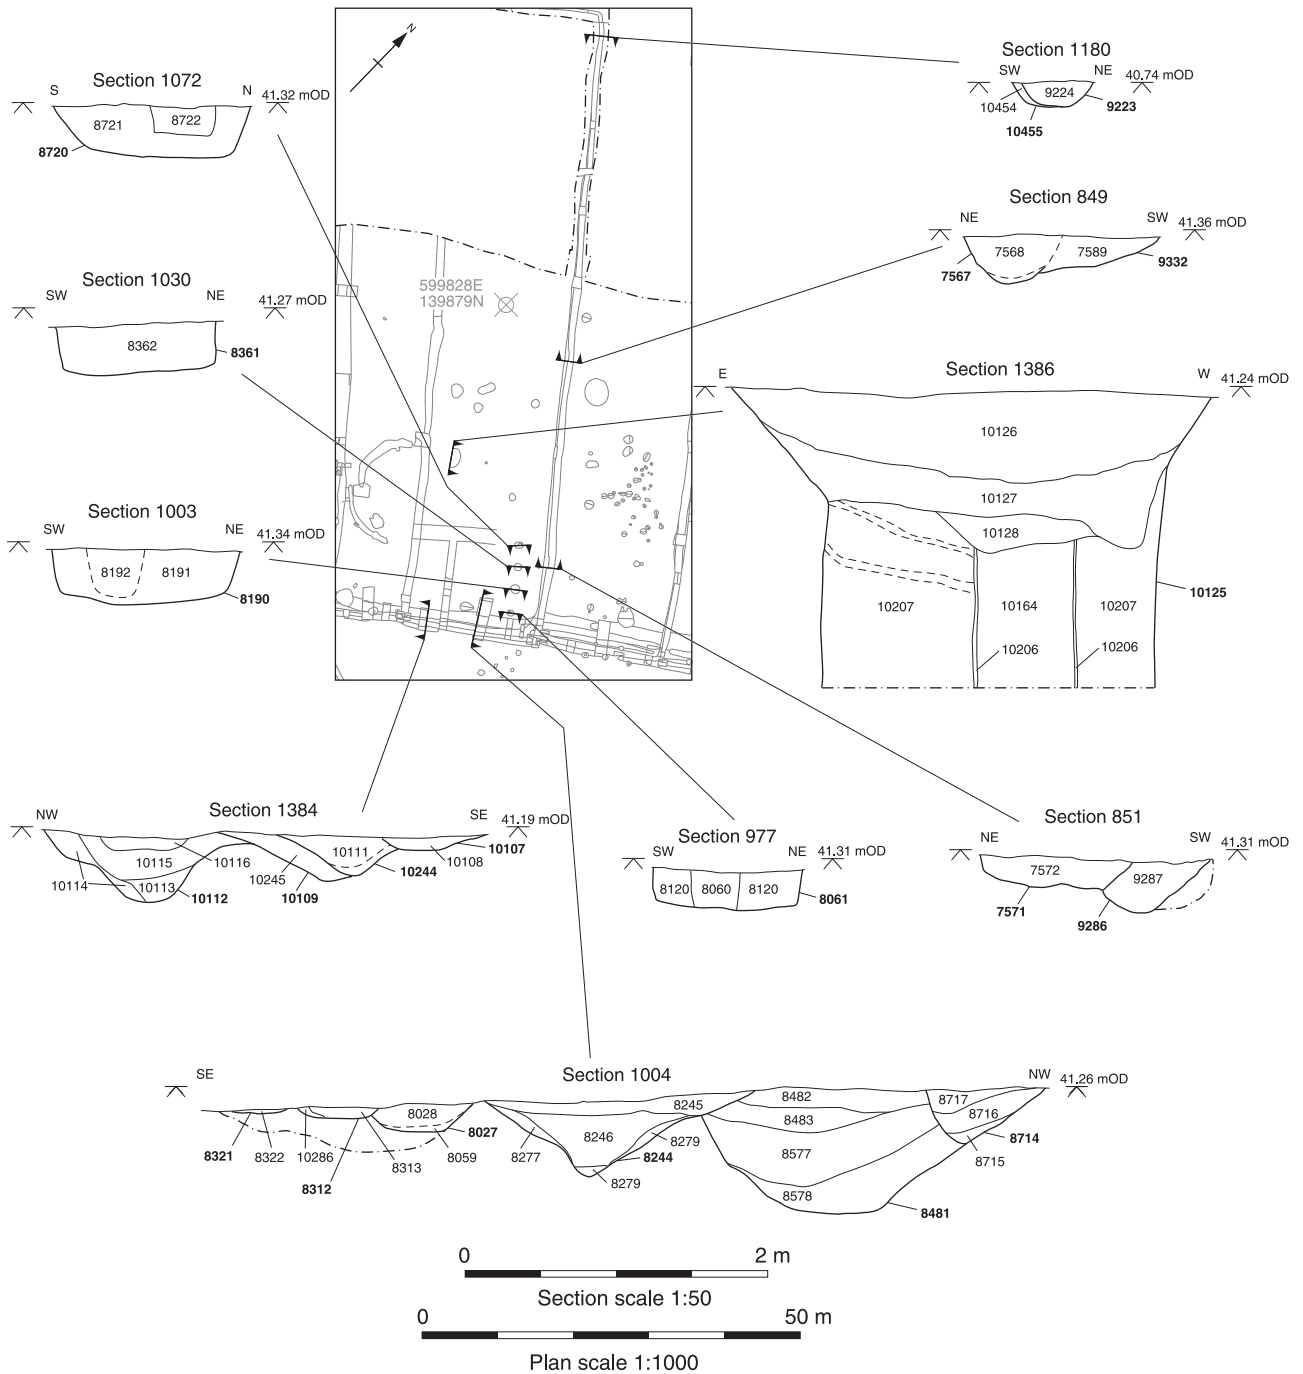 N
Section 1072
S N 41.32 mOD
8721 8722
8720
Section 1030
SW NE 41.27 mOD
8362
8361
Section 1003
SW NE 41.34 mOD
8192 8191
8190
599828E
139879N
Section 1180
SW NE 40.74 mOD
9224
10454
9223
10455
Section 849
NE SW 41.36 mOD
7568 7589
7567 9332
Section 1386
E W 41.24 mOD
10126
10127
10128
10125
10207 10164 10207
10206 10206
Section 1384
NW SE 41.19 mOD
10115 10116 10111 10108 10107
10114 10113 10245 10244
10112 10109
Section 977
SW NE 41.31 mOD
8120 8060 8120
8061
Section 851
NE SW 41.31 mOD
7572 9287
7571
9286
Section 1004
SE NW 41.26 mOD
8482 8717
8028 8245 8716
8483
8027 8246 8279 8714
8321 8322 10286 8313 8059 8277 8244 8577 8715
8279
8312 8578
8481
0 2 m
Section scale 1:50
0 50 m
Plan scale 1:1000